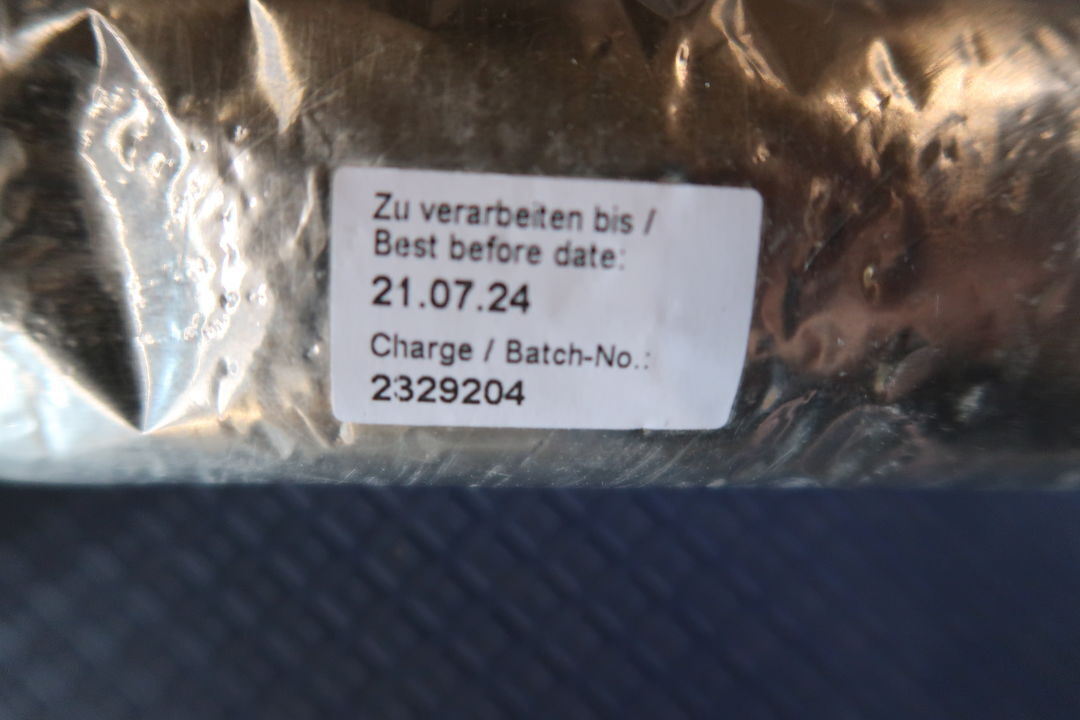 Zu verarbeiten bis /
Best before date:
21.07.24
Charge / Batch-No.:
2329204